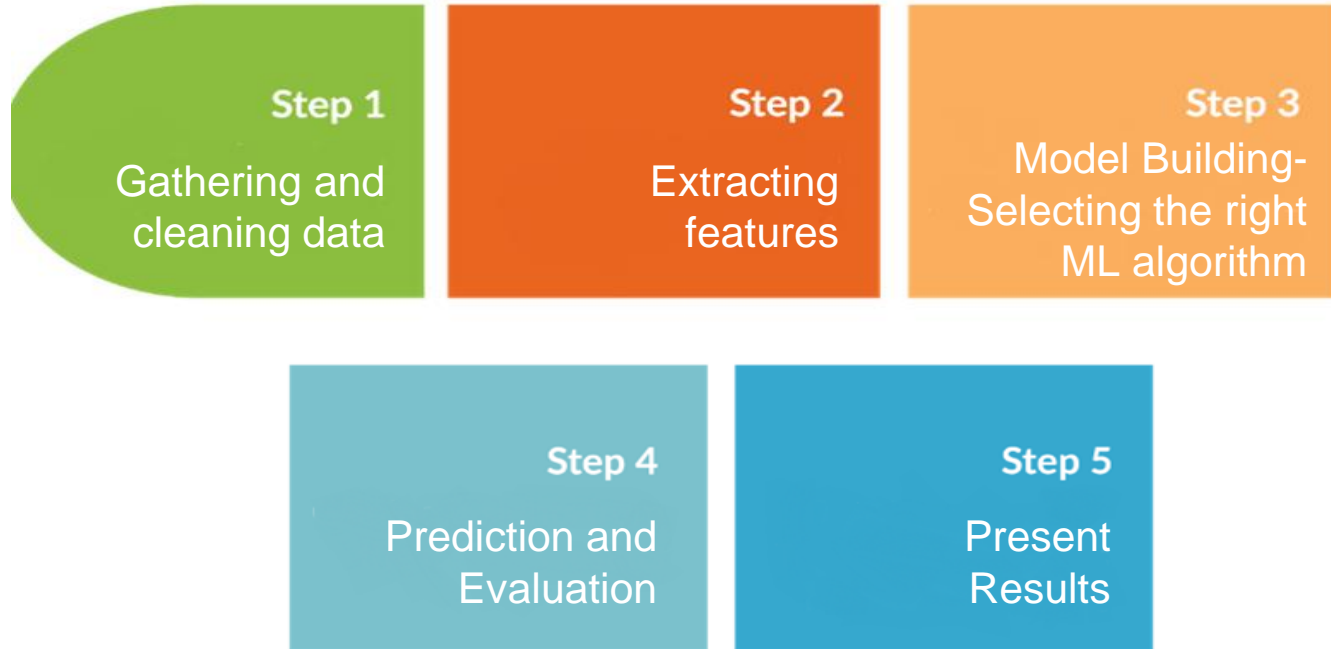 Step 1
Gathering and
cleaning data
Step 2
Extracting
features
Step 3
Model Building-
Selecting the right
ML algorithm
Step 4
Prediction and
Evaluation
Step 5
Present
Results